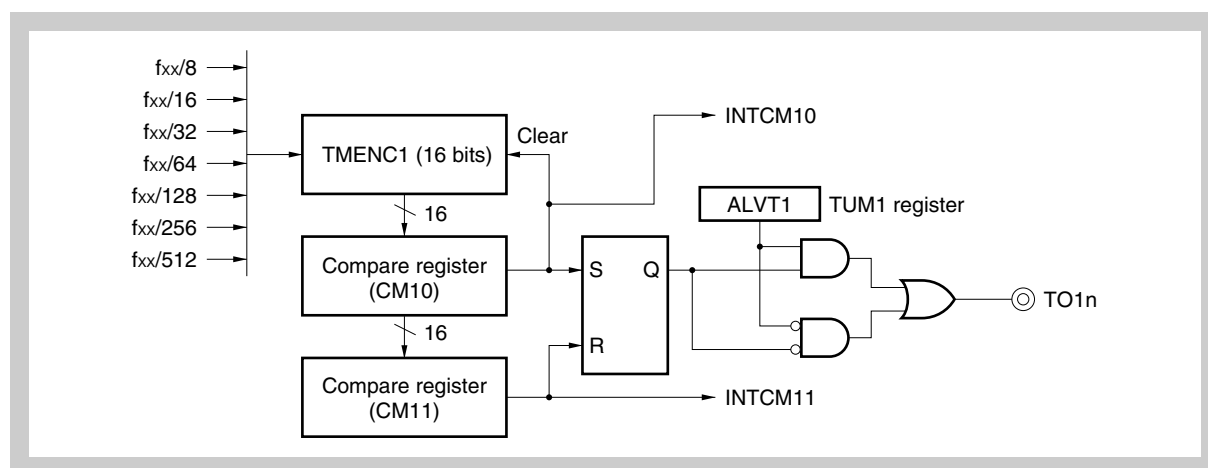 fxx/8
fxx/16
fxx/32
fxx/64
fxx/128
fxx/256
fxx/512
TMENC1 (16 bits)
Clear
INTCM10
16
ALVT1
TUM1 register
Compare register
(CM10)
S
Q
R
TO1n
16
Compare register
(CM11)
INTCM11